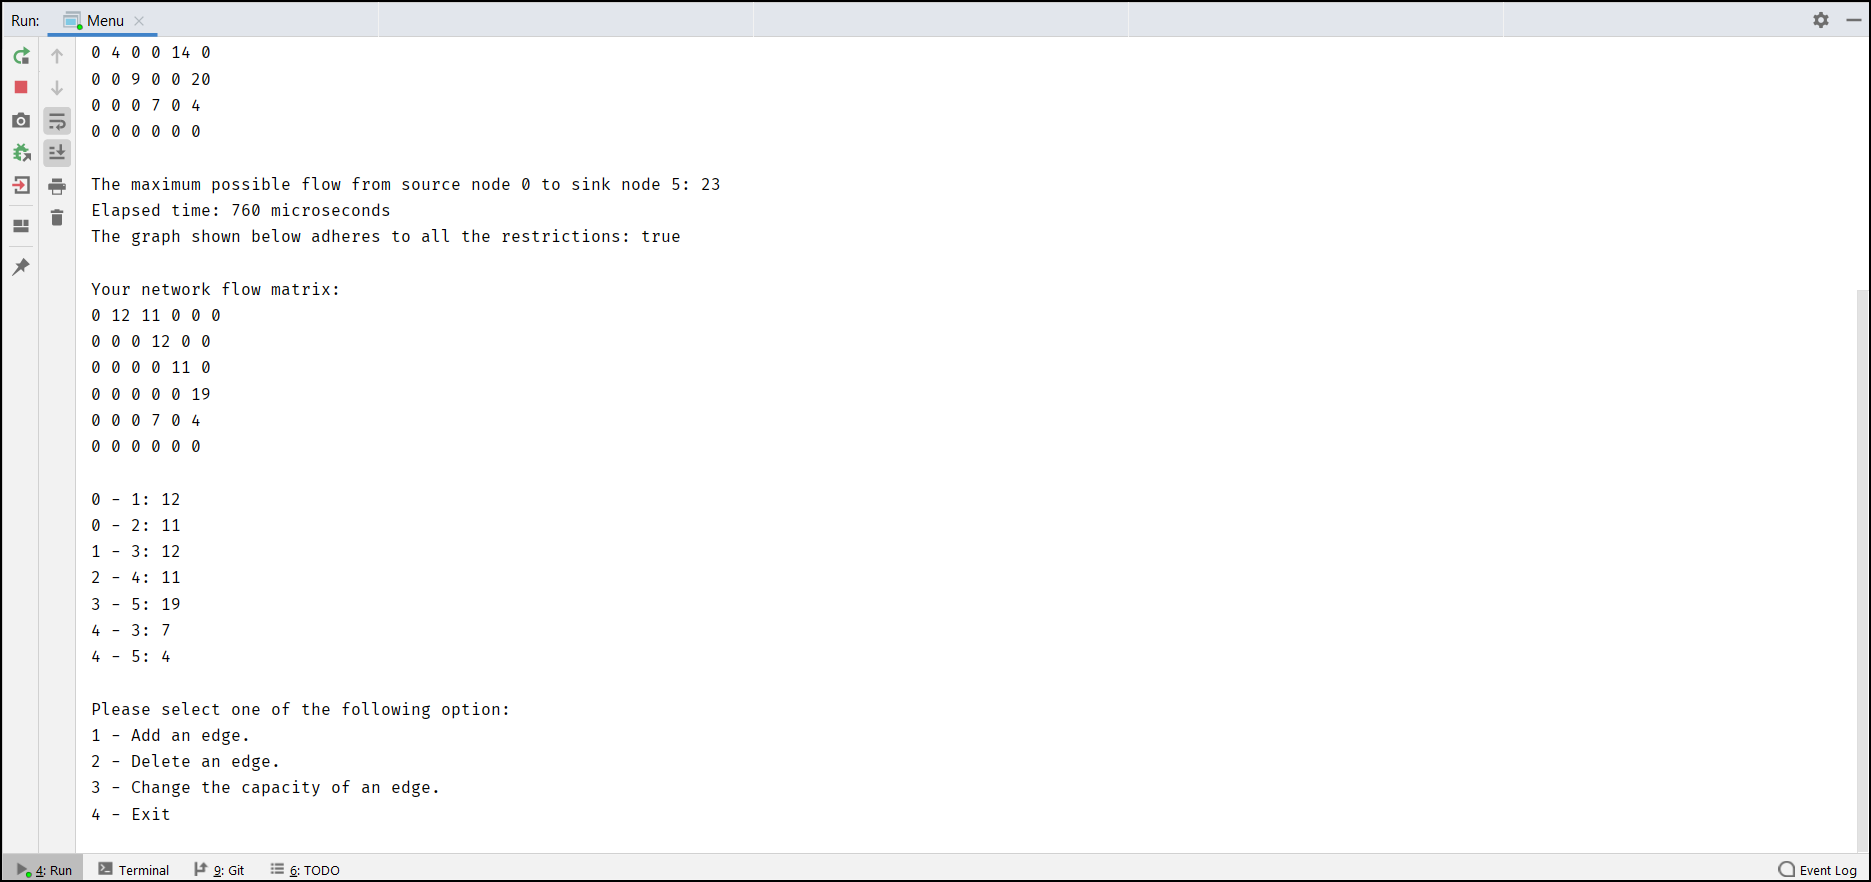 Run: Menu
0 4 0 0 14 0
0 0 9 0 0 20
0 0 0 7 0 4
0 0 0 0 0 0
The maximum possible flow from source node 0 to sink node 5: 23
Elapsed time: 760 microseconds
The graph shown below adheres to all the restrictions: true
Your network flow matrix:
0 12 11 0 0 0
0 0 0 12 0 0
0 0 0 0 11 0
0 0 0 0 0 19
0 0 0 7 0 4
0 0 0 0 0 0
0 - 1: 12
0 - 2: 11
1 - 3: 12
2 - 4: 11
3 - 5: 19
4 - 3: 7
4 - 5: 4
Please select one of the following option:
1 - Add an edge.
2 - Delete an edge.
3 - Change the capacity of an edge.
4 - Exit
4: Run Terminal 9: Git 6: TODO Event Log